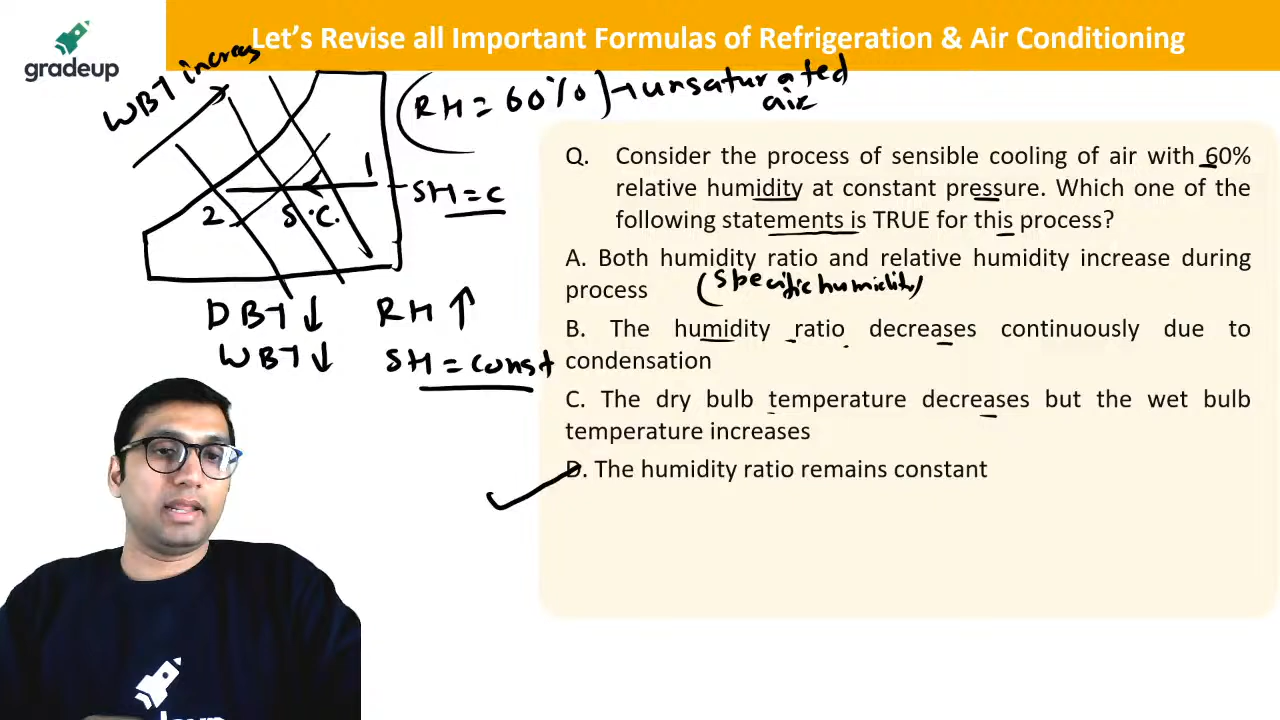 Let's Revise all Important Formulas of Refrigeration & Air Conditioning
gradeup
WBT increas
(RH = 60%) → unsaturated
air
1
SH = C
2
S.C.
DBT ↓ RH ↑
WBT ↓ SH = const
Q. Consider the process of sensible cooling of air with 60%
relative humidity at constant pressure. Which one of the
following statements is TRUE for this process?
A. Both humidity ratio and relative humidity increase during
process
(specific humidity)
B. The humidity ratio decreases continuously due to
condensation
C. The dry bulb temperature decreases but the wet bulb
temperature increases
D. The humidity ratio remains constant